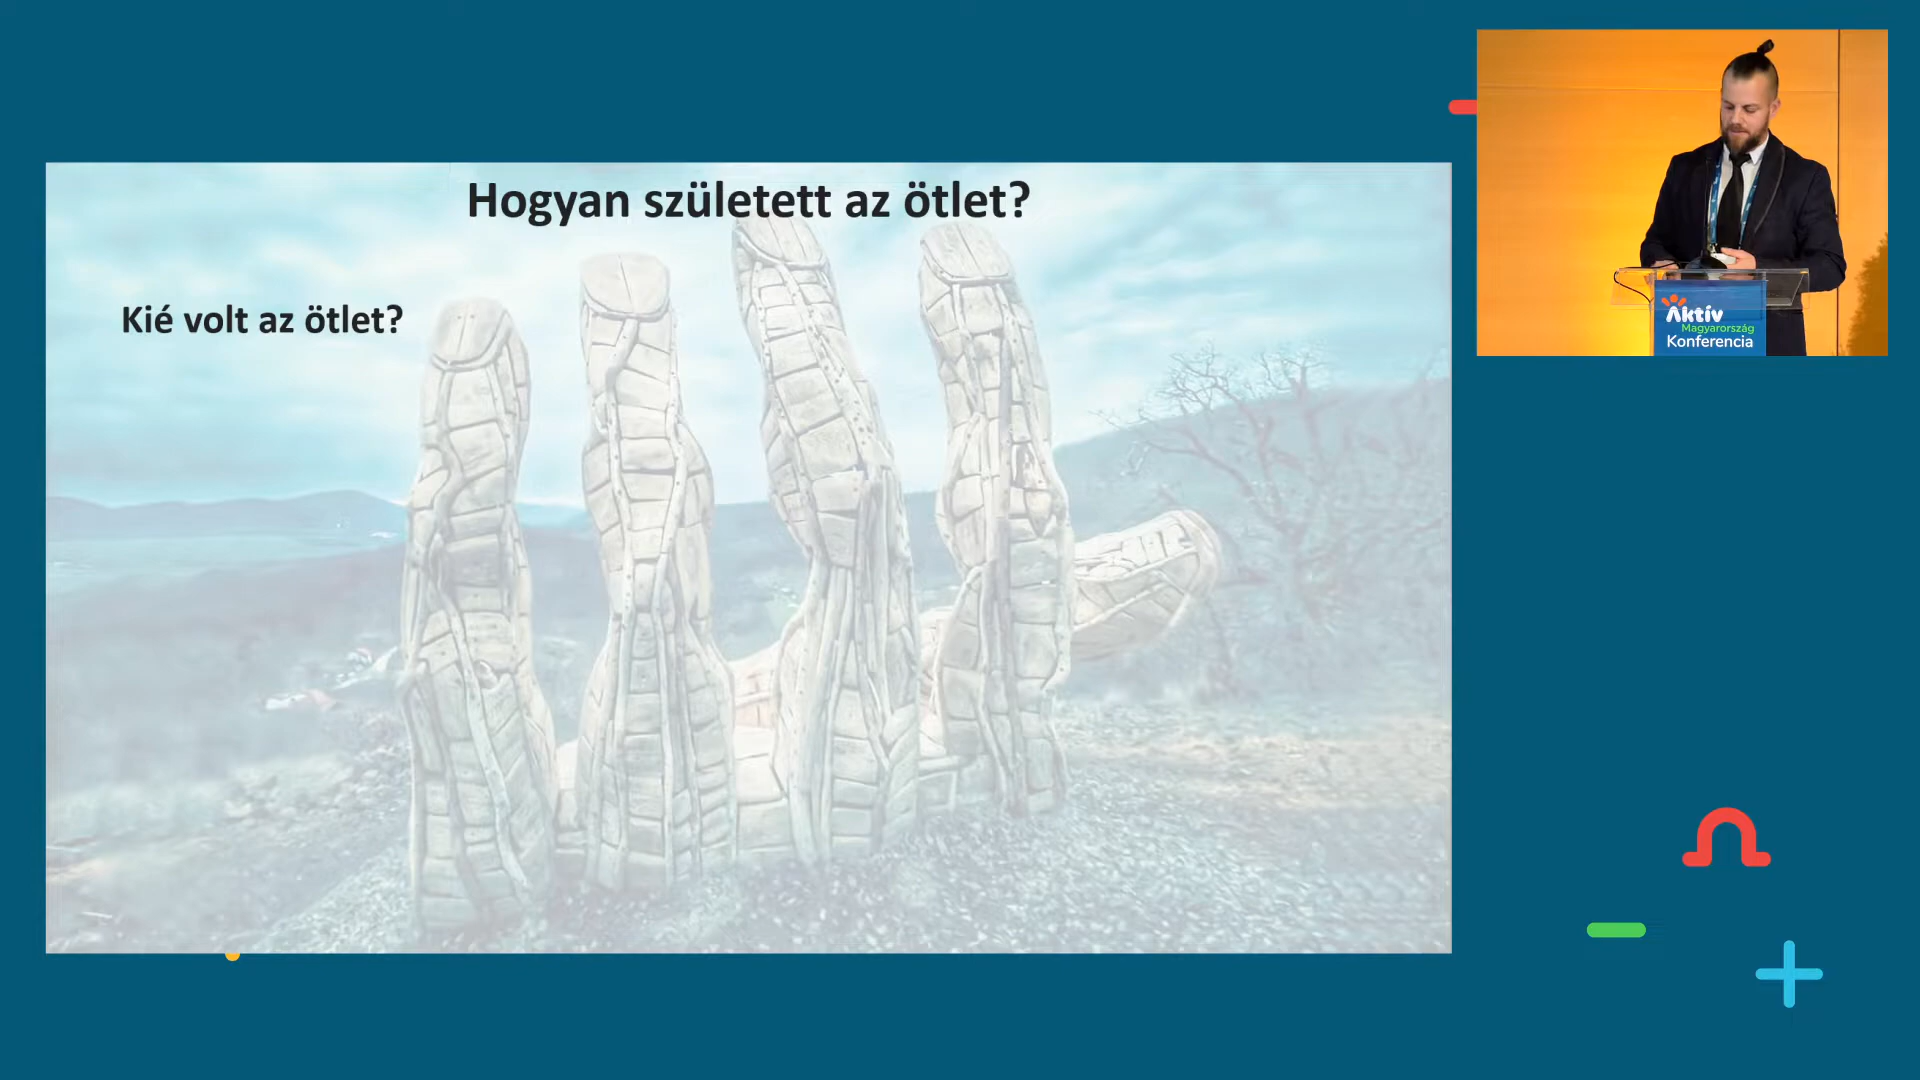 Hogyan született az ötlet?
Kié volt az ötlet?
Aktív
Magyarország
Konferencia